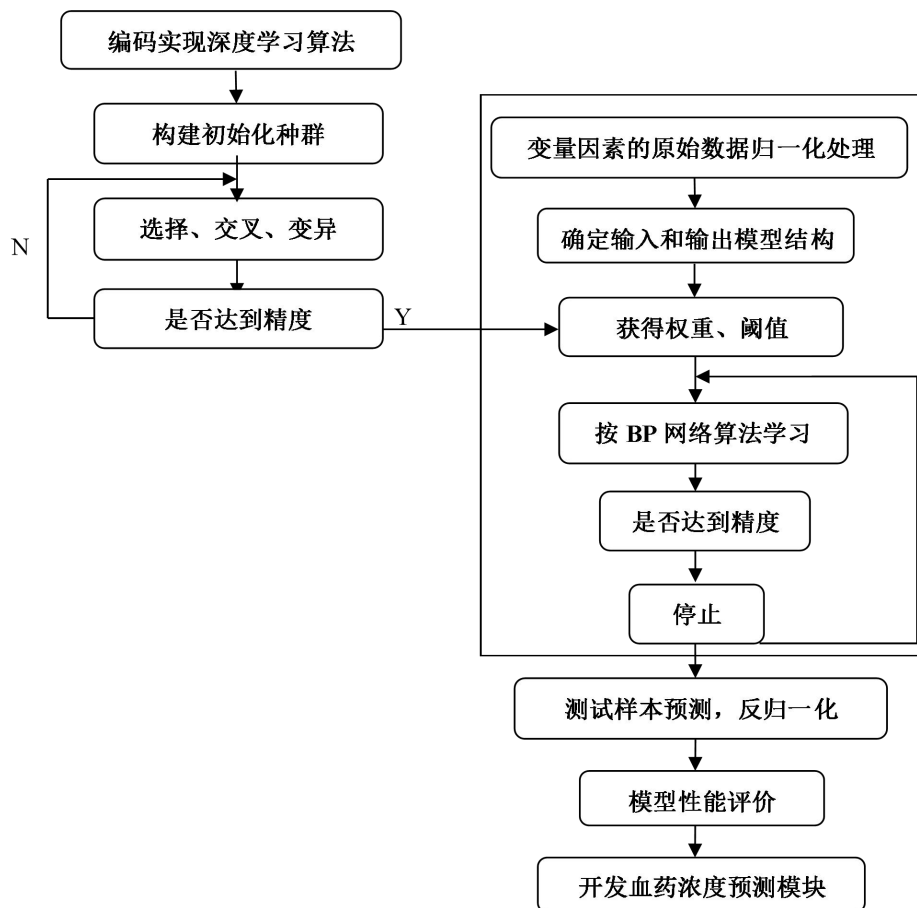 编码实现深度学习算法
构建初始化种群
选择、交叉、变异
N
是否达到精度
Y
变量因素的原始数据归一化处理
确定输入和输出模型结构
获得权重、阈值
按 BP 网络算法学习
是否达到精度
停止
测试样本预测，反归一化
模型性能评价
开发血药浓度预测模块